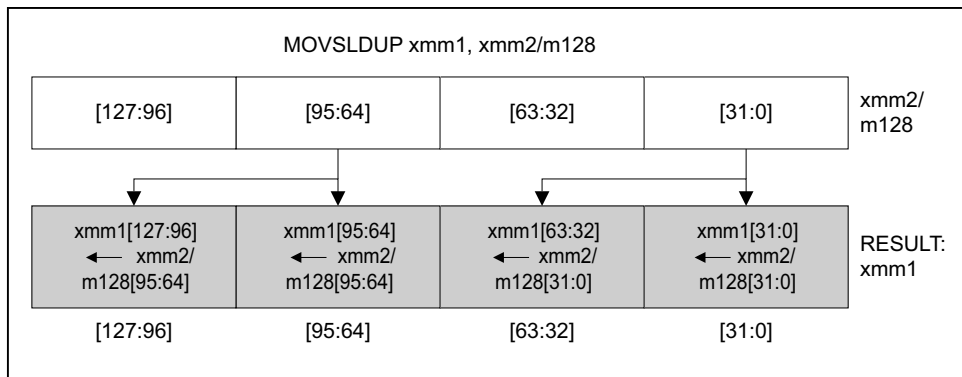 MOVSLDUP xmm1, xmm2/m128
[127:96] [95:64] [63:32] [31:0]
xmm2/
m128
xmm1[127:96] xmm1[95:64] xmm1[63:32] xmm1[31:0]
← xmm2/ ← xmm2/ ← xmm2/ ← xmm2/
m128[95:64] m128[95:64] m128[31:0] m128[31:0]
RESULT:
xmm1
[127:96] [95:64] [63:32] [31:0]